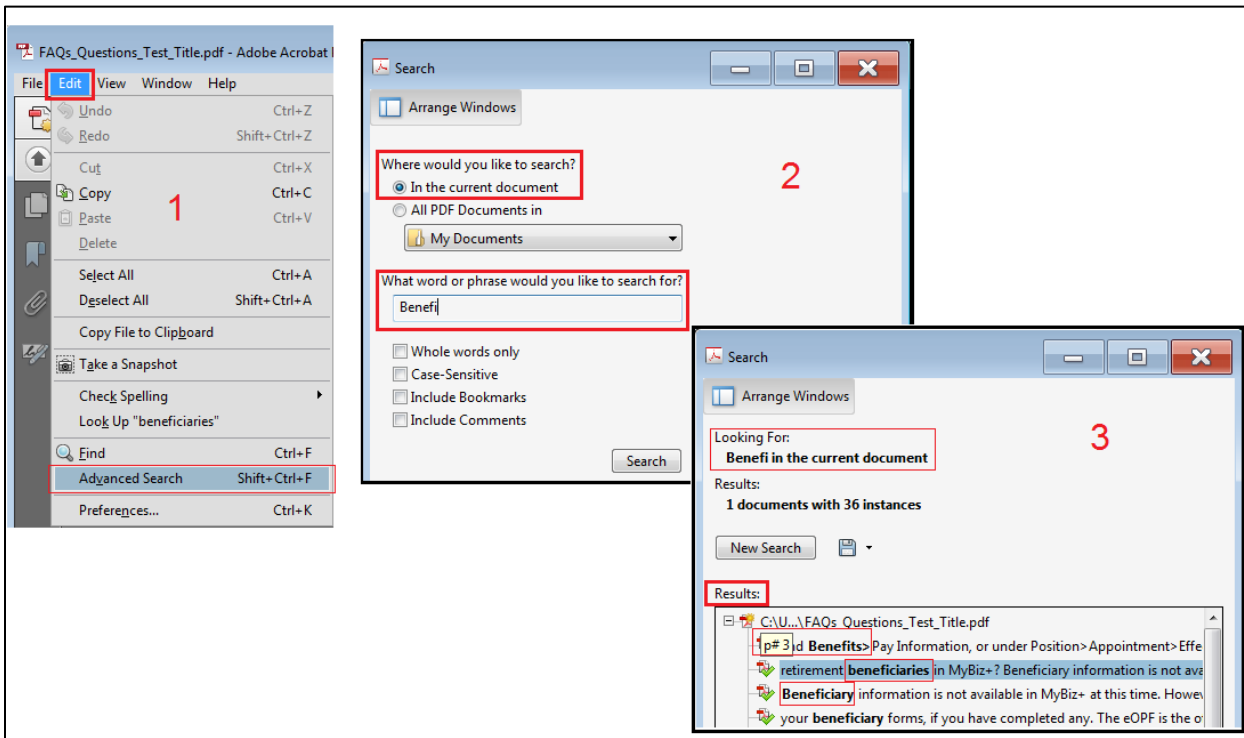 FAQs_Questions_Test_Title.pdf - Adobe Acrobat
File Edit View Window Help
Undo Ctrl+Z
Redo Shift+Ctrl+Z
Cut Ctrl+X
Copy Ctrl+C
1
Paste Ctrl+V
Delete
Select All Ctrl+A
Deselect All Shift+Ctrl+A
Copy File to Clipboard
Take a Snapshot
Check Spelling
Look Up "beneficiaries"
Find Ctrl+F
Advanced Search Shift+Ctrl+F
Preferences... Ctrl+K
Search
Arrange Windows
2
Where would you like to search?
In the current document
All PDF Documents in
My Documents
What word or phrase would you like to search for?
Benefi
Whole words only
Case-Sensitive
Include Bookmarks
Include Comments
Search
Search
Arrange Windows
3
Looking For:
Benefi in the current document
Results:
1 documents with 36 instances
New Search
Results:
C:\U...\FAQs_Questions_Test_Title.pdf
p# 3 Benefits> Pay Information, or under Position>Appointment>Effe
retirement beneficiaries in MyBiz+? Beneficiary information is not ava
Beneficiary information is not available in MyBiz+ at this time. Howev
your beneficiary forms, if you have completed any. The eOPF is the